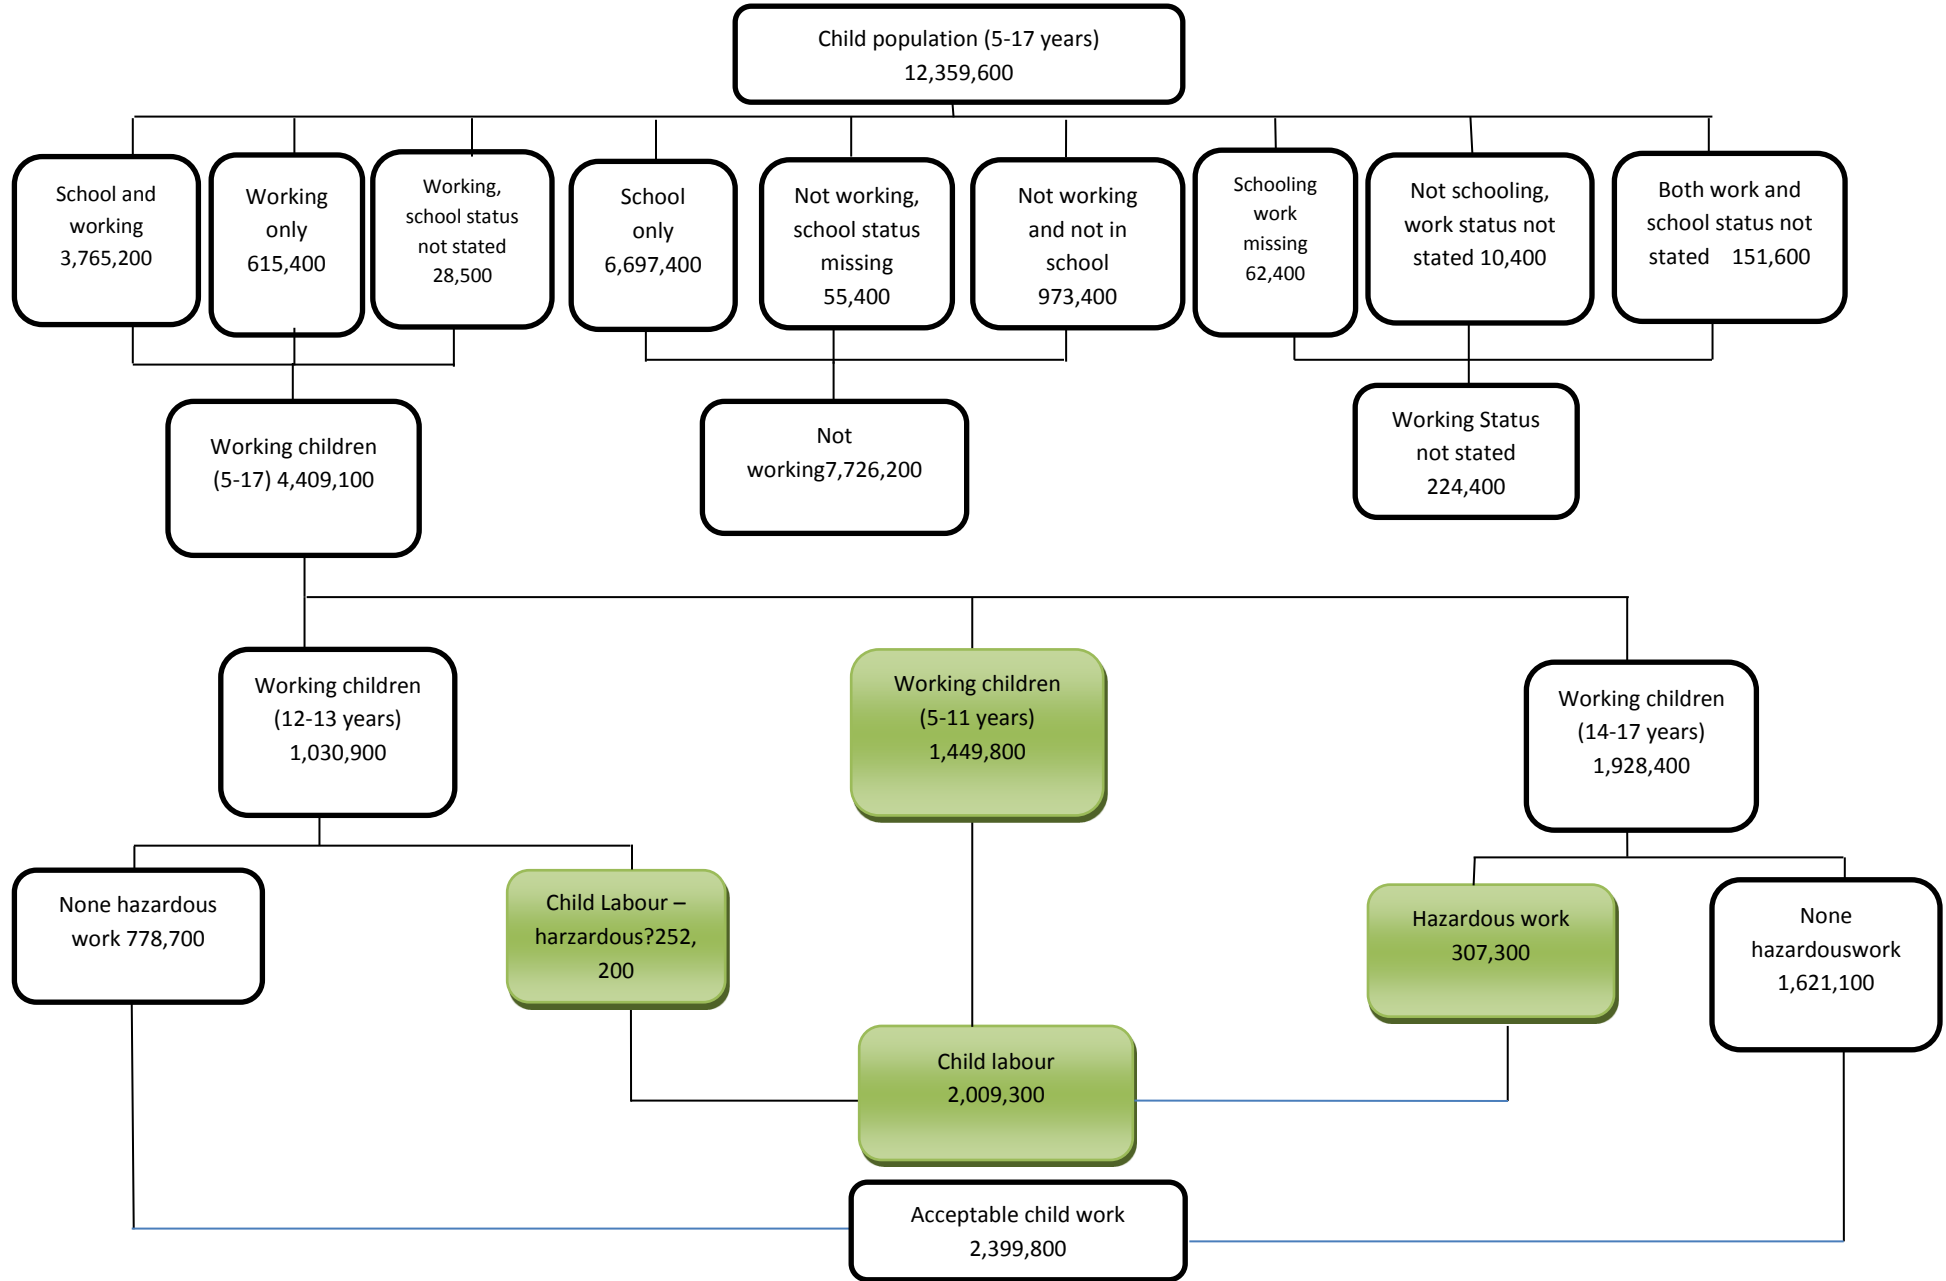 Child population (5-17 years)
12,359,600
School and
working
3,765,200
Working
only
615,400
Working,
school status
not stated
28,500
School
only
6,697,400
Not working,
school status
missing
55,400
Not working
and not in
school
973,400
Schooling
work
missing
62,400
Not schooling,
work status not
stated 10,400
Both work and
school status not
stated 151,600
Working children
(5-17) 4,409,100
Not
working7,726,200
Working Status
not stated
224,400
Working children
(12-13 years)
1,030,900
Working children
(5-11 years)
1,449,800
Working children
(14-17 years)
1,928,400
None hazardous
work 778,700
Child Labour –
harzardous?252,
200
Hazardous work
307,300
None
hazardouswork
1,621,100
Child labour
2,009,300
Acceptable child work
2,399,800